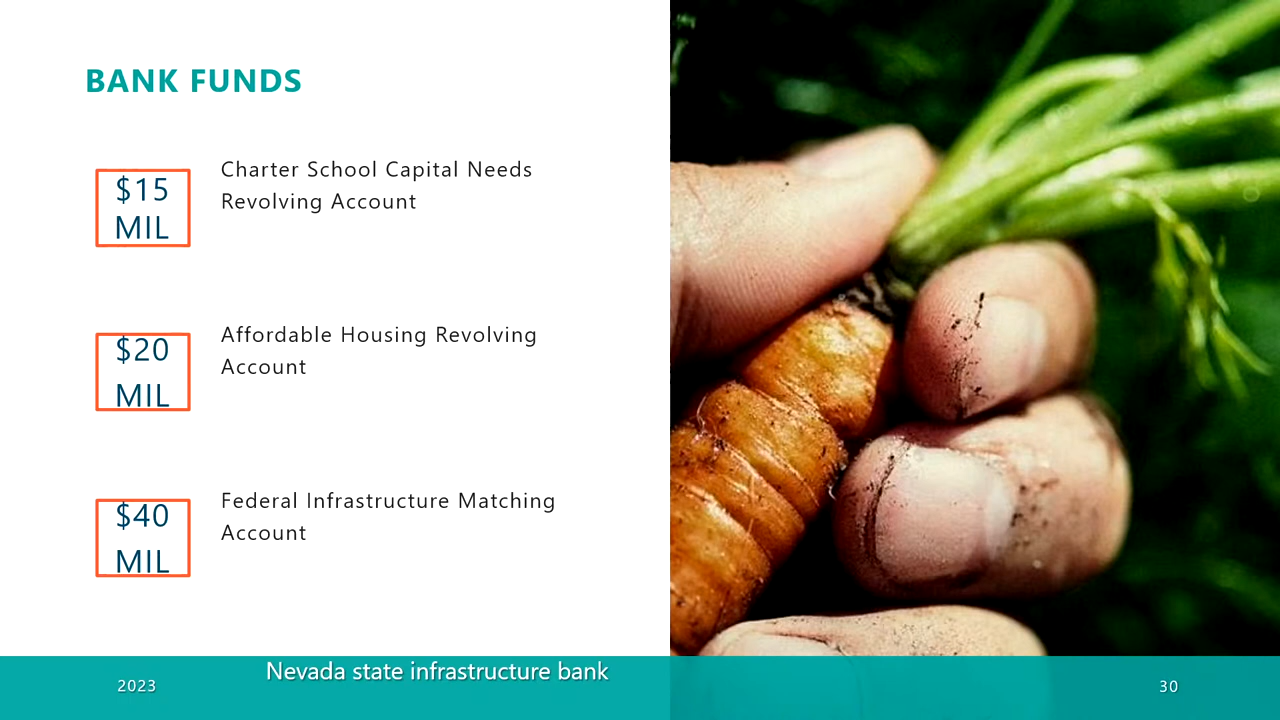 BANK FUNDS
$15
MIL
Charter School Capital Needs
Revolving Account
$20
MIL
Affordable Housing Revolving
Account
$40
MIL
Federal Infrastructure Matching
Account
2023
Nevada state infrastructure bank
30